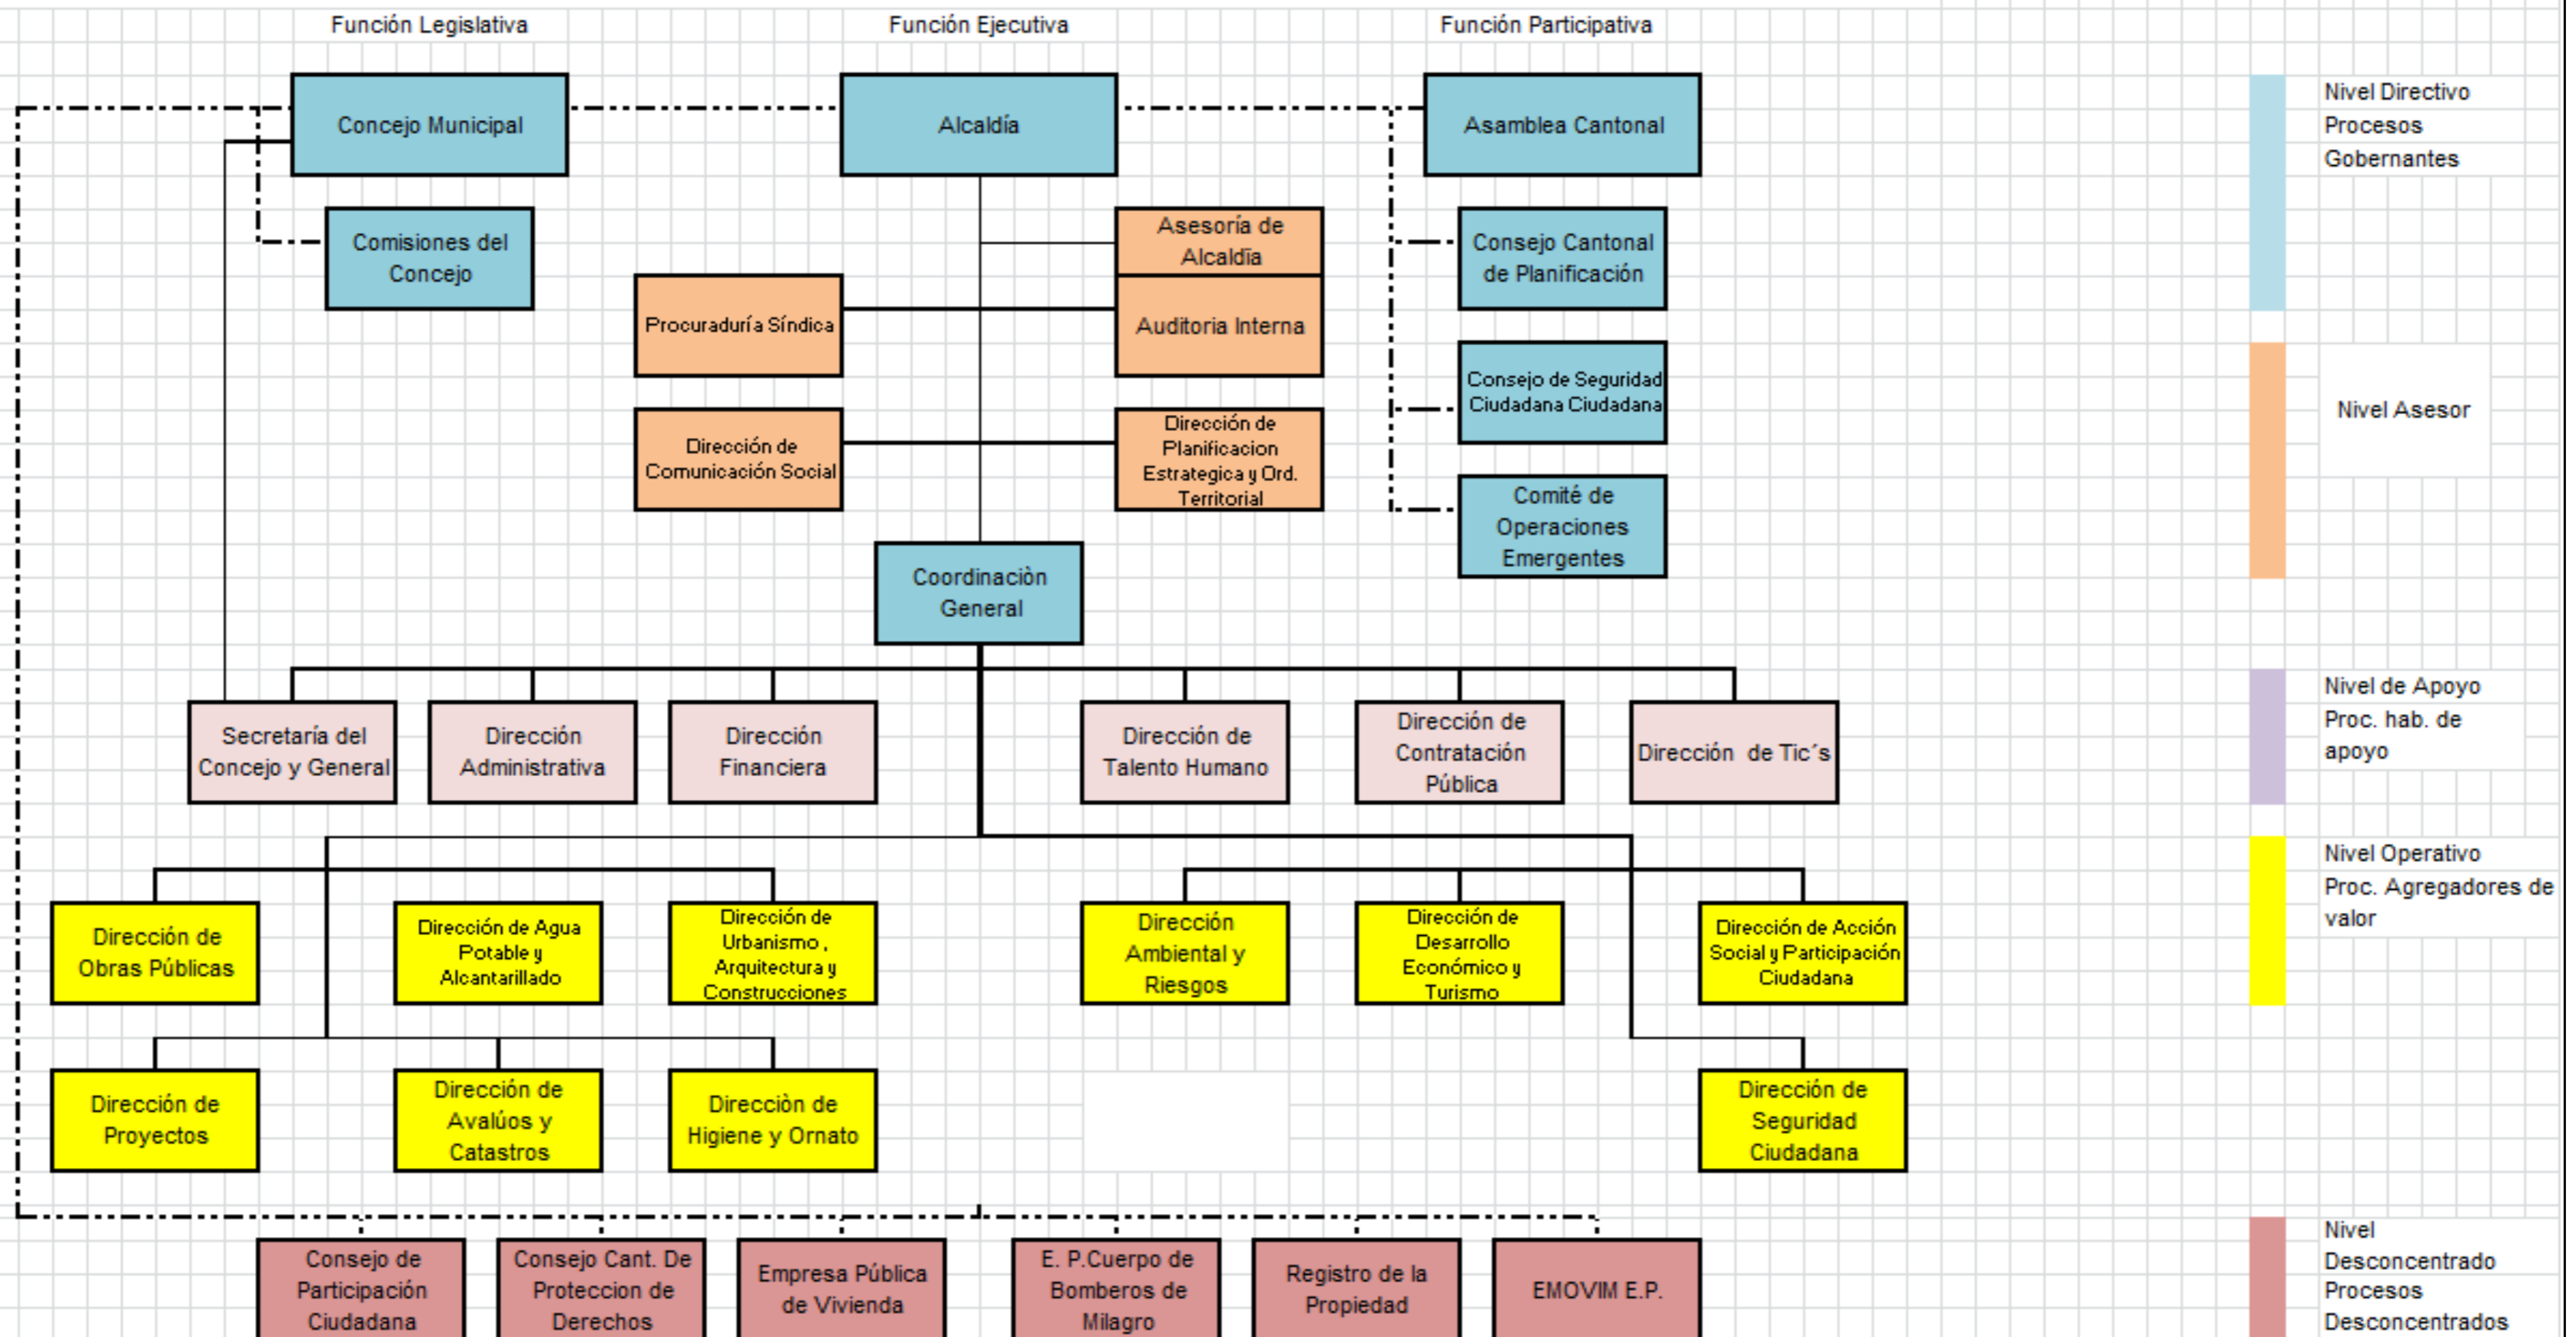 Función Legislativa
Función Ejecutiva
Función Participativa
Concejo Municipal
Alcaldía
Asamblea Cantonal
Nivel Directivo
Procesos
Gobernantes
Comisiones del
Concejo
Asesoría de
Alcaldïa
Consejo Cantonal
de Planificación
Procuraduría Síndica
Auditoria Interna
Consejo de Seguridad
Ciudadana Ciudadana
Nivel Asesor
Dirección de
Comunicación Social
Dirección de
Planificacion
Estrategica y Ord.
Territorial
Comité de
Operaciones
Emergentes
Coordinaciòn
General
Secretaría del
Concejo y General
Dirección
Administrativa
Dirección
Financiera
Dirección de
Talento Humano
Dirección de
Contratación
Pública
Dirección  de Tic´s
Nivel de Apoyo
Proc. hab. de
apoyo
Dirección de
Obras Públicas
Dirección de Agua
Potable y
Alcantarillado
Dirección de
Urbanismo ,
Arquitectura y
Construcciones
Dirección
Ambiental y
Riesgos
Dirección de
Desarrollo
Económico y
Turismo
Dirección de Acción
Social y Participación
Ciudadana
Nivel Operativo
Proc. Agregadores de
valor
Dirección de
Proyectos
Dirección de
Avalúos y
Catastros
Direcciòn de
Higiene y Ornato
Dirección de
Seguridad
Ciudadana
Consejo de
Participación
Ciudadana
Consejo Cant. De
Proteccion de
Derechos
Empresa Pública
de Vivienda
E. P.Cuerpo de
Bomberos de
Milagro
Registro de la
Propiedad
EMOVIM E.P.
Nivel
Desconcentrado
Procesos
Desconcentrados